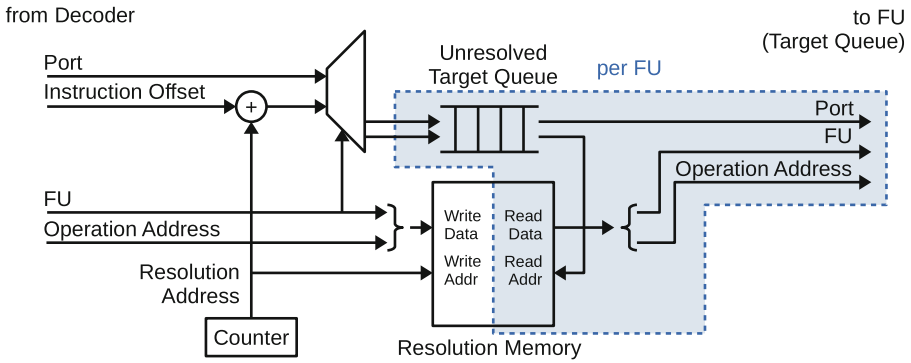 from Decoder
to FU
(Target Queue)
Port
Instruction Offset
+
Unresolved
Target Queue
per FU
Port
FU
Operation Address
FU
Operation Address
Write
Data
Read
Data
Write
Addr
Read
Addr
Resolution
Address
Counter
Resolution Memory